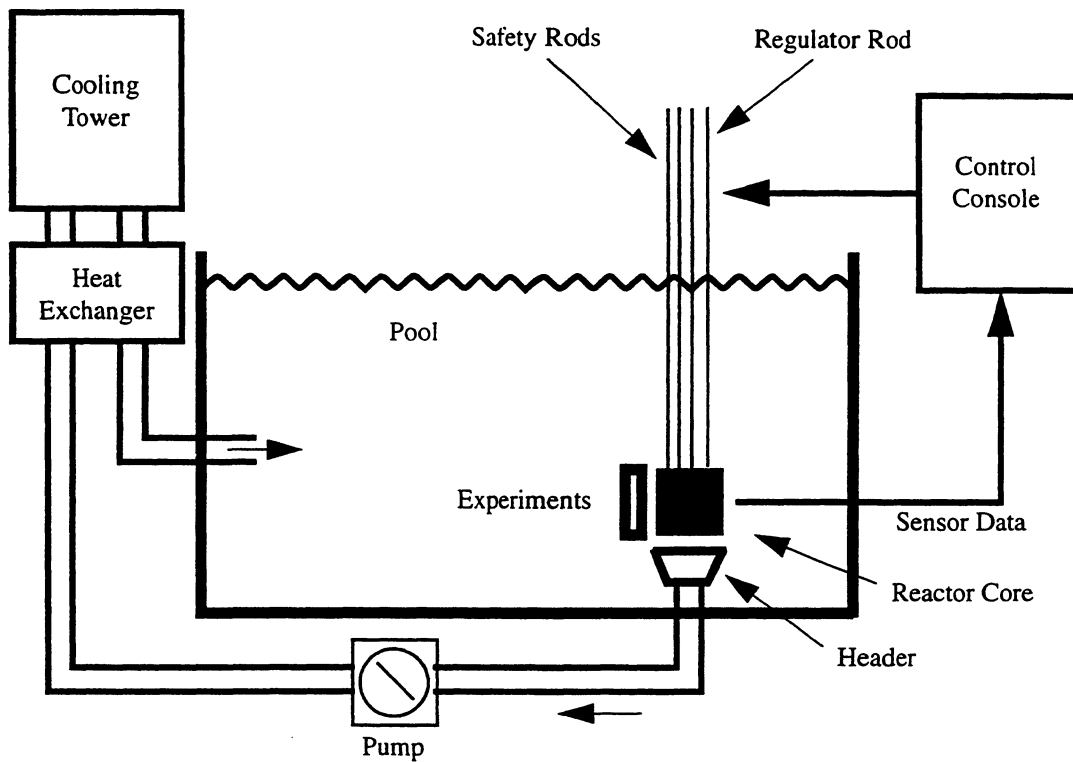 Safety Rods
Regulator Rod
Cooling
Tower
Control
Console
Heat
Exchanger
Pool
Experiments
Sensor Data
Reactor Core
Header
Pump